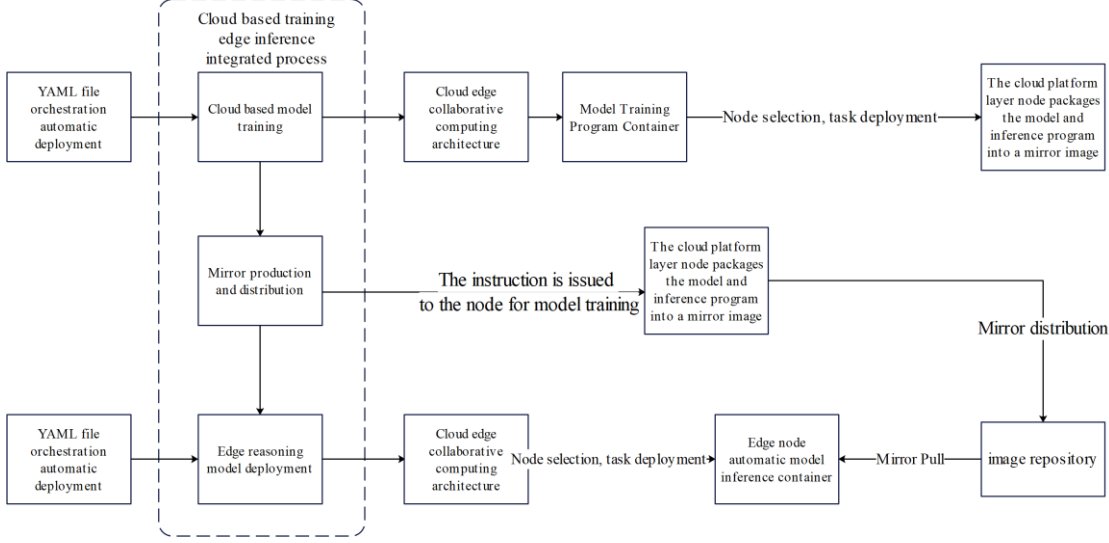 Cloud based training
edge inference
integrated process
YAML file
orchestration
automatic
deployment
Cloud based model
training
Cloud edge
collaborative
computing
architecture
Model Training
Program Container
Node selection, task deployment
The cloud platform
layer node packages
the model and
inference program
into a mirror image
Mirror production
and distribution
The instruction is issued
to the node for model training
The cloud platform
layer node packages
the model and
inference program
into a mirror image
Mirror distribution
YAML file
orchestration
automatic
deployment
Edge reasoning
model deployment
Cloud edge
collaborative
computing
architecture
Node selection, task deployment
Edge node
automatic model
inference container
Mirror Pull
image repository